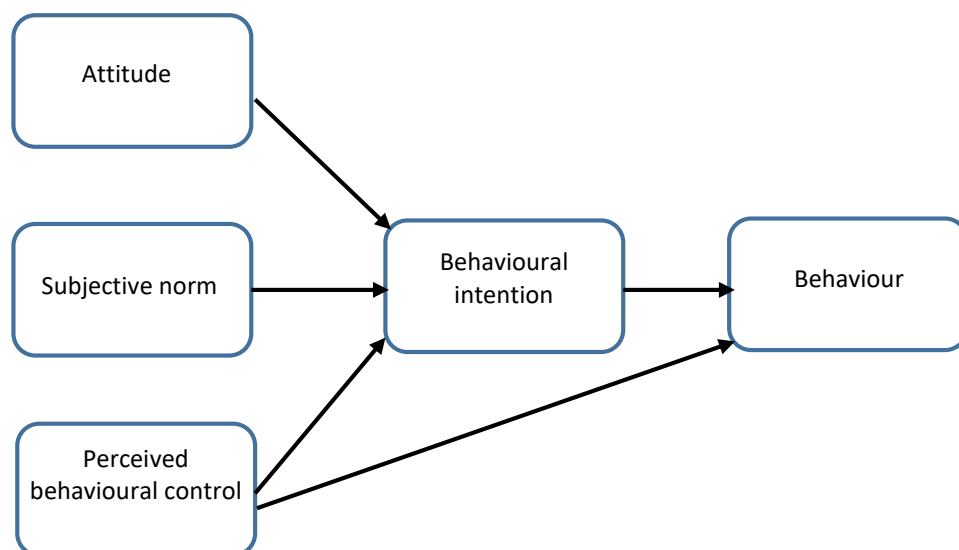 Attitude
Subjective norm
Perceived
behavioural control
Behavioural
intention
Behaviour